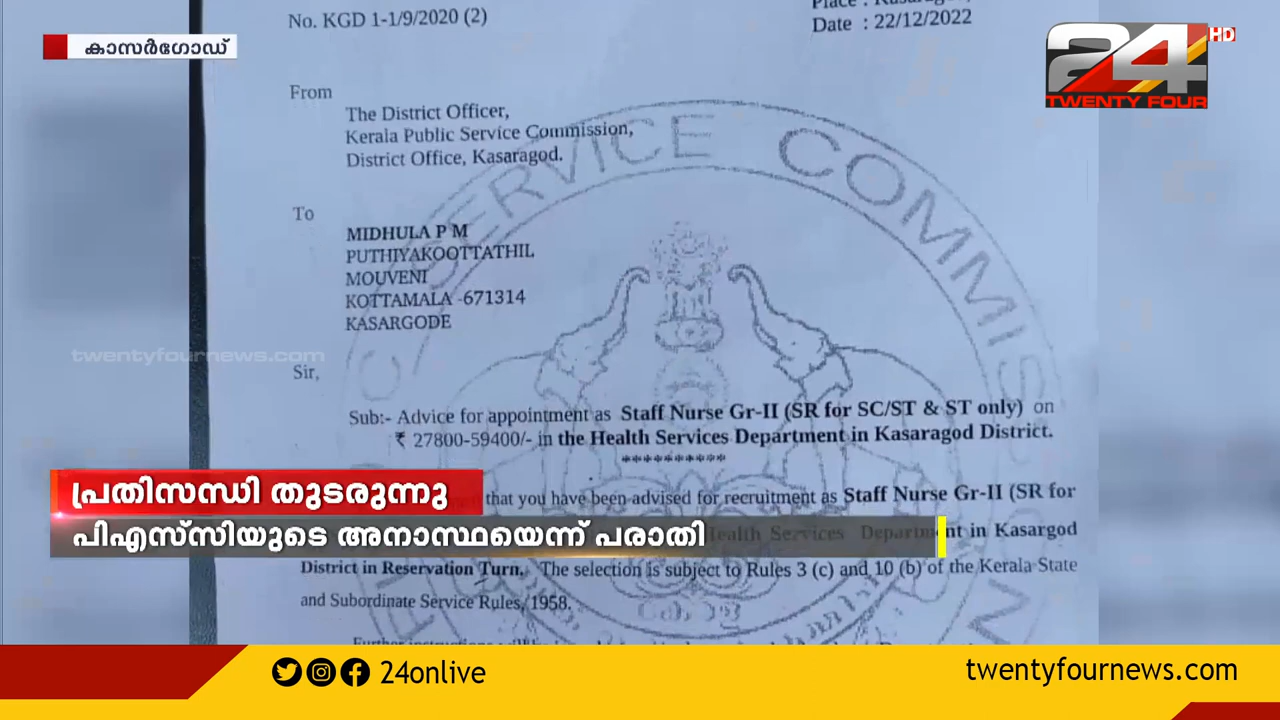 No. KGD 1-1/9/2020 (2)
Date : 22/12/2022
കാസർഗോഡ്
24 HD
TWENTY FOUR
From
The District Officer,
Kerala Public Service Commission,
District Office, Kasaragod.
To
MIDHULA P M
PUTHIYAKOOTTATHIL
MOUVENI
KOTTAMALA -671314
KASARGODE
twentyfournews.com
Sir,
Sub:- Advice for appointment as Staff Nurse Gr-II (SR for SC/ST & ST only) on
₹ 27800-59400/- in the Health Services Department in Kasaragod District.
**********
that you have been advised for recruitment as Staff Nurse Gr-II (SR for
Health Services Department in Kasargod
District in Reservation Turn. The selection is subject to Rules 3 (c) and 10 (b) of the Kerala State
and Subordinate Service Rules, 1958.
SERVICE COMMIS
പ്രതിസന്ധി തുടരുന്നു
പിഎസ്‌സിയുടെ അനാസ്ഥയെന്ന് പരാതി
24onlive
twentyfournews.com